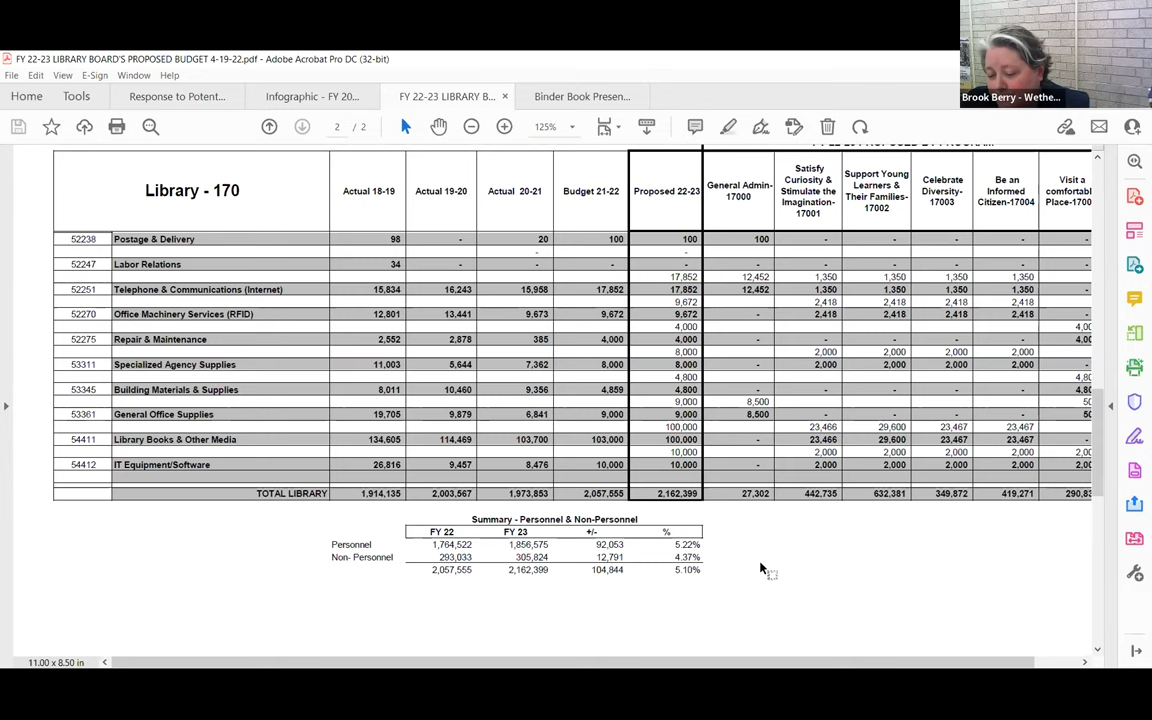 FY 22-23 LIBRARY BOARD'S PROPOSED BUDGET 4-19-22.pdf - Adobe Acrobat Pro DC (32-bit)
File Edit View E-Sign Window Help
Home Tools Response to Potent... Infographic - FY 20... FY 22-23 LIBRARY B... × Binder Book Presen...
2 / 2 125%
Brook Berry - Wethe...
Library - 170 Actual 18-19 Actual 19-20 Actual 20-21 Budget 21-22 Proposed 22-23 General Admin-17000 Satisfy Curiosity & Stimulate the Imagination-17001 Support Young Learners & Their Families-17002 Celebrate Diversity-17003 Be an Informed Citizen-17004 Visit a comfortabl Place-1700
52238 Postage & Delivery 98 - 20 100 100 100 - - - - -
- -
52247 Labor Relations 34 - - - - - - - - - -
17,852 12,452 1,350 1,350 1,350 1,350
52251 Telephone & Communications (Internet) 15,834 16,243 15,958 17,852 17,852 12,452 1,350 1,350 1,350 1,350 -
9,672 2,418 2,418 2,418 2,418
52270 Office Machinery Services (RFID) 12,801 13,441 9,673 9,672 9,672 - 2,418 2,418 2,418 2,418 -
4,000 4,00
52275 Repair & Maintenance 2,552 2,878 385 4,000 4,000 - - - - - 4,00
8,000 2,000 2,000 2,000 2,000
53311 Specialized Agency Supplies 11,003 5,644 7,362 8,000 8,000 - 2,000 2,000 2,000 2,000 -
4,800 4,80
53345 Building Materials & Supplies 8,011 10,460 9,356 4,859 4,800 - - - - - 4,80
9,000 8,500 50
53361 General Office Supplies 19,705 9,879 6,841 9,000 9,000 8,500 - - - - 50
100,000 23,466 29,600 23,467 23,467
54411 Library Books & Other Media 134,605 114,469 103,700 103,000 100,000 - 23,466 29,600 23,467 23,467 -
10,000 2,000 2,000 2,000 2,000 2,00
54412 IT Equipment/Software 26,816 9,457 8,476 10,000 10,000 - 2,000 2,000 2,000 2,000 2,00
TOTAL LIBRARY 1,914,135 2,003,567 1,973,853 2,057,555 2,162,399 27,302 442,735 632,381 349,872 419,271 290,83
Summary - Personnel & Non-Personnel
FY 22 FY 23 +/- %
Personnel 1,764,522 1,856,575 92,053 5.22%
Non- Personnel 293,033 305,824 12,791 4.37%
2,057,555 2,162,399 104,844 5.10%
11.00 x 8.50 in